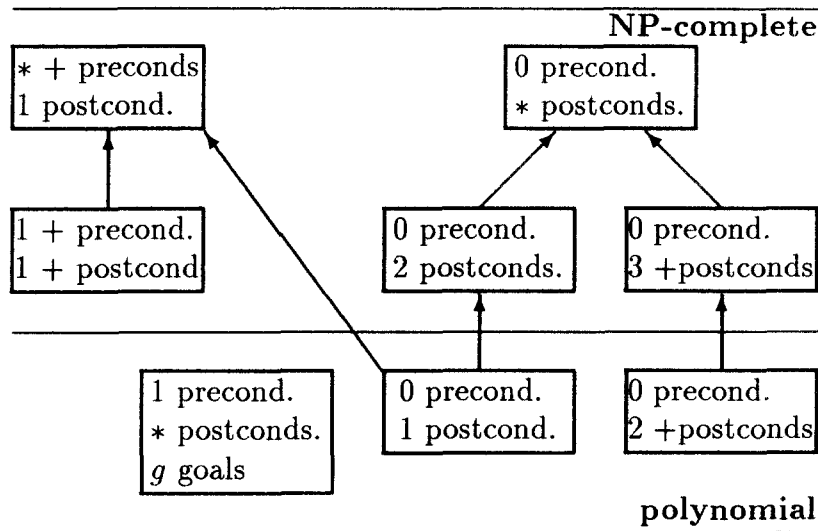 NP-complete
* + preconds
1 postcond.
0 precond.
* postconds.
1 + precond.
1 + postcond
0 precond.
2 postconds.
0 precond.
3 +postconds
1 precond.
* postconds.
g goals
0 precond.
1 postcond.
0 precond.
2 +postconds
polynomial